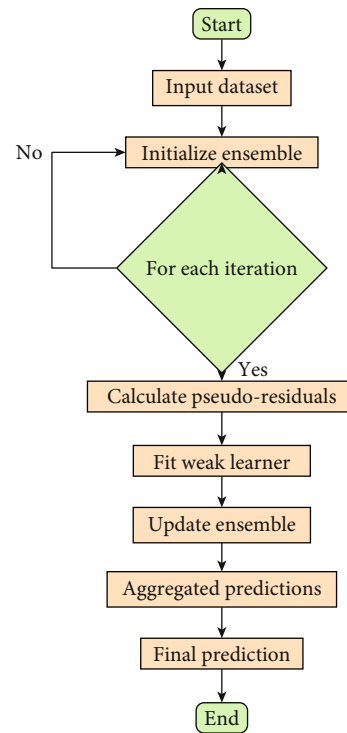 Start
Input dataset
No
Initialize ensemble
For each iteration
Yes
Calculate pseudo-residuals
Fit weak learner
Update ensemble
Aggregated predictions
Final prediction
End